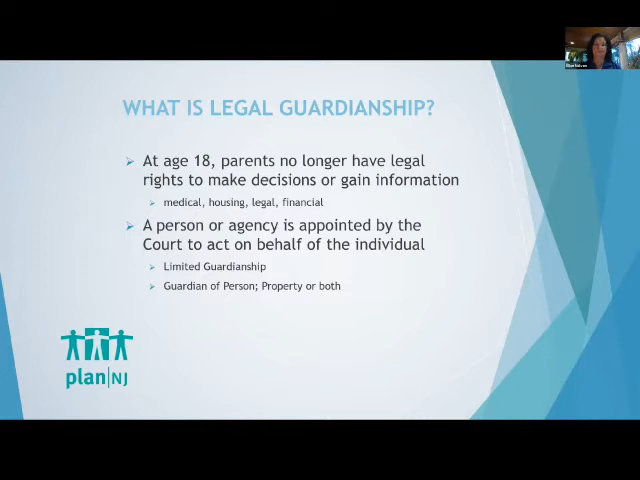 WHAT IS LEGAL GUARDIANSHIP?
At age 18, parents no longer have legal
rights to make decisions or gain information
medical, housing, legal, financial
A person or agency is appointed by the
Court to act on behalf of the individual
Limited Guardianship
Guardian of Person; Property or both
plan|NJ